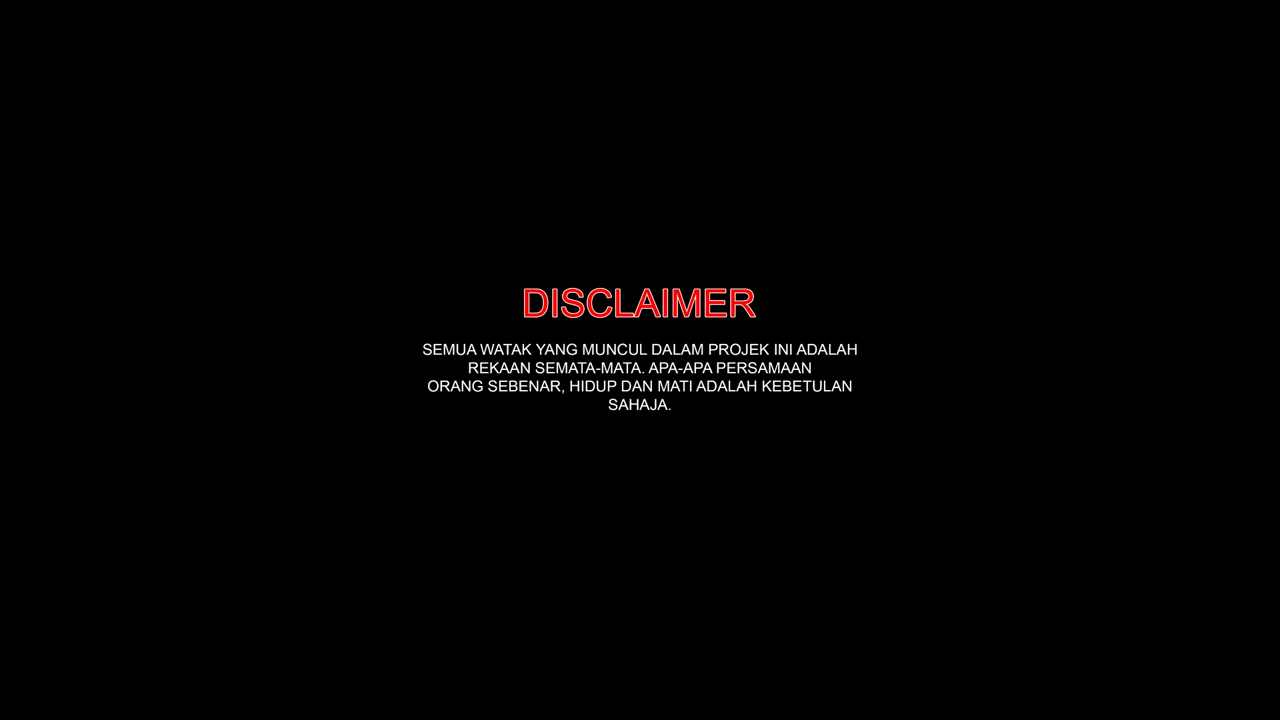 DISCLAIMER
SEMUA WATAK YANG MUNCUL DALAM PROJEK INI ADALAH
REKAAN SEMATA-MATA. APA-APA PERSAMAAN
ORANG SEBENAR, HIDUP DAN MATI ADALAH KEBETULAN
SAHAJA.